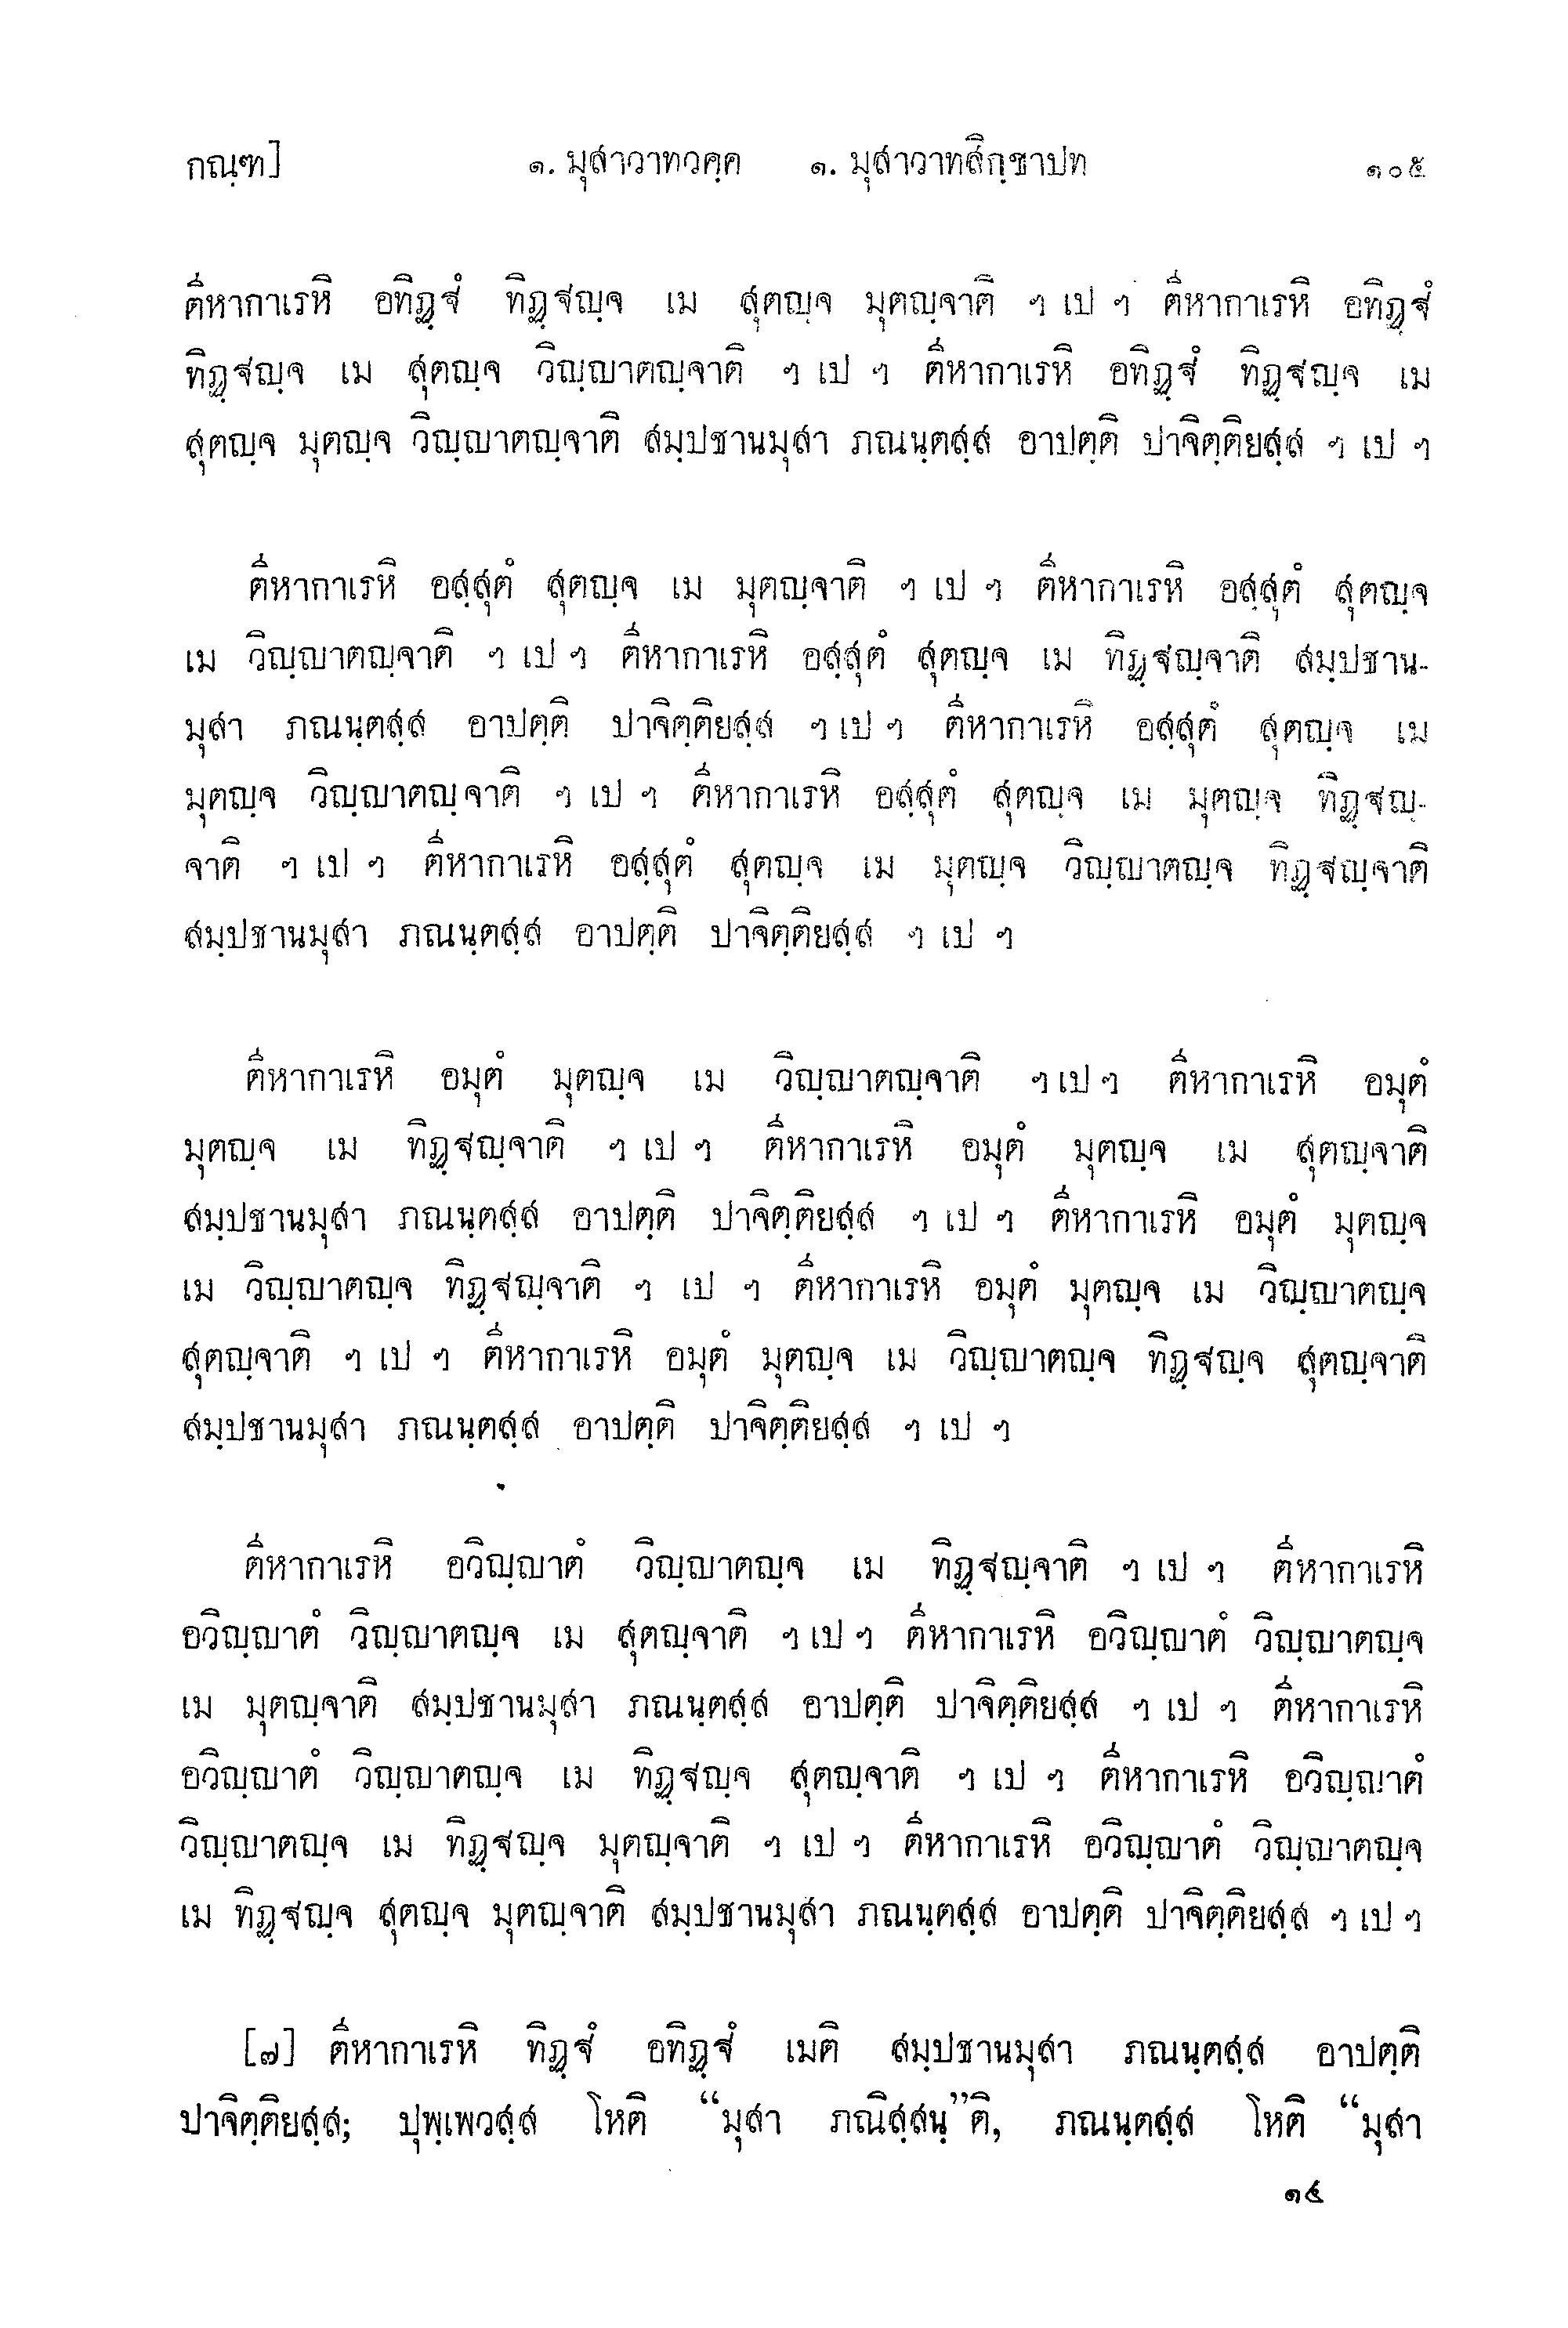 กณฺฑ] ๑. มุสาวาทวคฺค ๑. มุสาวาทสิกฺขาปท ๑๐๕
ตีหากาเรหิ อทิฏฺฐํ ทิฏฺฐญฺจ เม สุตญฺจ มุตญฺจาติ ฯ เป ฯ ตีหากาเรหิ อทิฏฺฐํ
ทิฏฺฐญฺจ เม สุตญฺจ วิญฺญาตญฺจาติ ฯ เป ฯ ตีหากาเรหิ อทิฏฺฐํ ทิฏฺฐญฺจ เม
สุตญฺจ มุตญฺจ วิญฺญาตญฺจาติ สมฺปชานมุสา ภณนฺตสฺส อาปตฺติ ปาจิตฺติยสฺส ฯ เป ฯ
ตีหากาเรหิ อสฺสุตํ สุตญฺจ เม มุตญฺจาติ ฯ เป ฯ ตีหากาเรหิ อสฺสุตํ สุตญฺจ
เม วิญฺญาตญฺจาติ ฯ เป ฯ ตีหากาเรหิ อสฺสุตํ สุตญฺจ เม ทิฏฺฐญฺจาติ สมฺปชาน-
มุสา ภณนฺตสฺส อาปตฺติ ปาจิตฺติยสฺส ฯ เป ฯ ตีหากาเรหิ อสฺสุตํ สุตญฺจ เม
มุตญฺจ วิญฺญาตญฺจาติ ฯ เป ฯ ตีหากาเรหิ อสฺสุตํ สุตญฺจ เม มุตญฺจ ทิฏฺฐญฺ-
จาติ ฯ เป ฯ ตีหากาเรหิ อสฺสุตํ สุตญฺจ เม มุตญฺจ วิญฺญาตญฺจ ทิฏฺฐญฺจาติ
สมฺปชานมุสา ภณนฺตสฺส อาปตฺติ ปาจิตฺติยสฺส ฯ เป ฯ
ตีหากาเรหิ อมุตํ มุตญฺจ เม วิญฺญาตญฺจาติ ฯ เป ฯ ตีหากาเรหิ อมุตํ
มุตญฺจ เม ทิฏฺฐญฺจาติ ฯ เป ฯ ตีหากาเรหิ อมุตํ มุตญฺจ เม สุตญฺจาติ
สมฺปชานมุสา ภณนฺตสฺส อาปตฺติ ปาจิตฺติยสฺส ฯ เป ฯ ตีหากาเรหิ อมุตํ มุตญฺจ
เม วิญฺญาตญฺจ ทิฏฺฐญฺจาติ ฯ เป ฯ ตีหากาเรหิ อมุตํ มุตญฺจ เม วิญฺญาตญฺจ
สุตญฺจาติ ฯ เป ฯ ตีหากาเรหิ อมุตํ มุตญฺจ เม วิญฺญาตญฺจ ทิฏฺฐญฺจ สุตญฺจาติ
สมฺปชานมุสา ภณนฺตสฺส อาปตฺติ ปาจิตฺติยสฺส ฯ เป ฯ
ตีหากาเรหิ อวิญฺญาตํ วิญฺญาตญฺจ เม ทิฏฺฐญฺจาติ ฯ เป ฯ ตีหากาเรหิ
อวิญฺญาตํ วิญฺญาตญฺจ เม สุตญฺจาติ ฯ เป ฯ ตีหากาเรหิ อวิญฺญาตํ วิญฺญาตญฺจ
เม มุตญฺจาติ สมฺปชานมุสา ภณนฺตสฺส อาปตฺติ ปาจิตฺติยสฺส ฯ เป ฯ ตีหากาเรหิ
อวิญฺญาตํ วิญฺญาตญฺจ เม ทิฏฺฐญฺจ สุตญฺจาติ ฯ เป ฯ ตีหากาเรหิ อวิญฺญาตํ
วิญฺญาตญฺจ เม ทิฏฺฐญฺจ มุตญฺจาติ ฯ เป ฯ ตีหากาเรหิ อวิญฺญาตํ วิญฺญาตญฺจ
เม ทิฏฺฐญฺจ สุตญฺจ มุตญฺจาติ สมฺปชานมุสา ภณนฺตสฺส อาปตฺติ ปาจิตฺติยสฺส ฯ เป ฯ
[๗] ตีหากาเรหิ ทิฏฺฐํ อทิฏฺฐํ เมติ สมฺปชานมุสา ภณนฺตสฺส อาปตฺติ
ปาจิตฺติยสฺส; ปุพฺเพวสฺส โหติ “มุสา ภณิสฺสนฺ”ติ, ภณนฺตสฺส โหติ “มุสา
๑๔